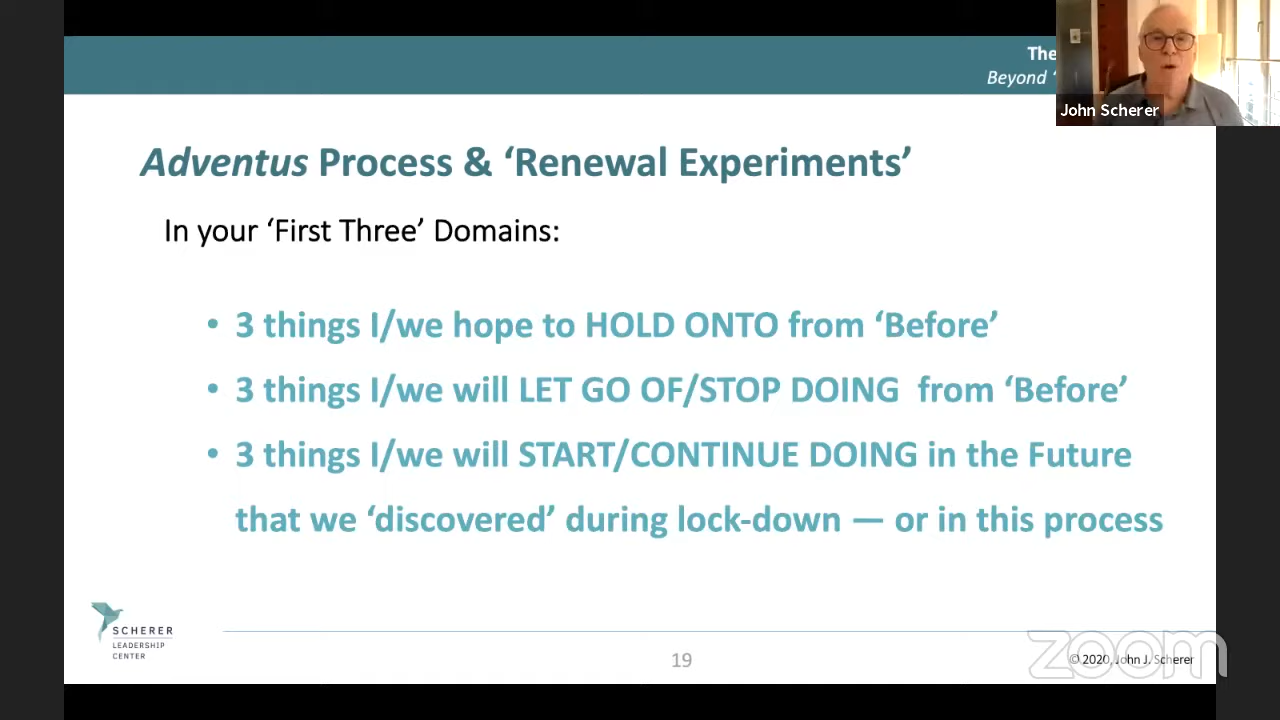 The
Beyond ‘
John Scherer
Adventus Process & ‘Renewal Experiments’
In your ‘First Three’ Domains:
• 3 things I/we hope to HOLD ONTO from ‘Before’
• 3 things I/we will LET GO OF/STOP DOING from ‘Before’
• 3 things I/we will START/CONTINUE DOING in the Future
that we ‘discovered’ during lock-down — or in this process
SCHERER
LEADERSHIP
CENTER
19
zoom
© 2020, John J. Scherer